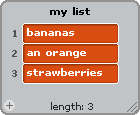 my list
1 bananas
2 an orange
3 strawberries
+ length: 3